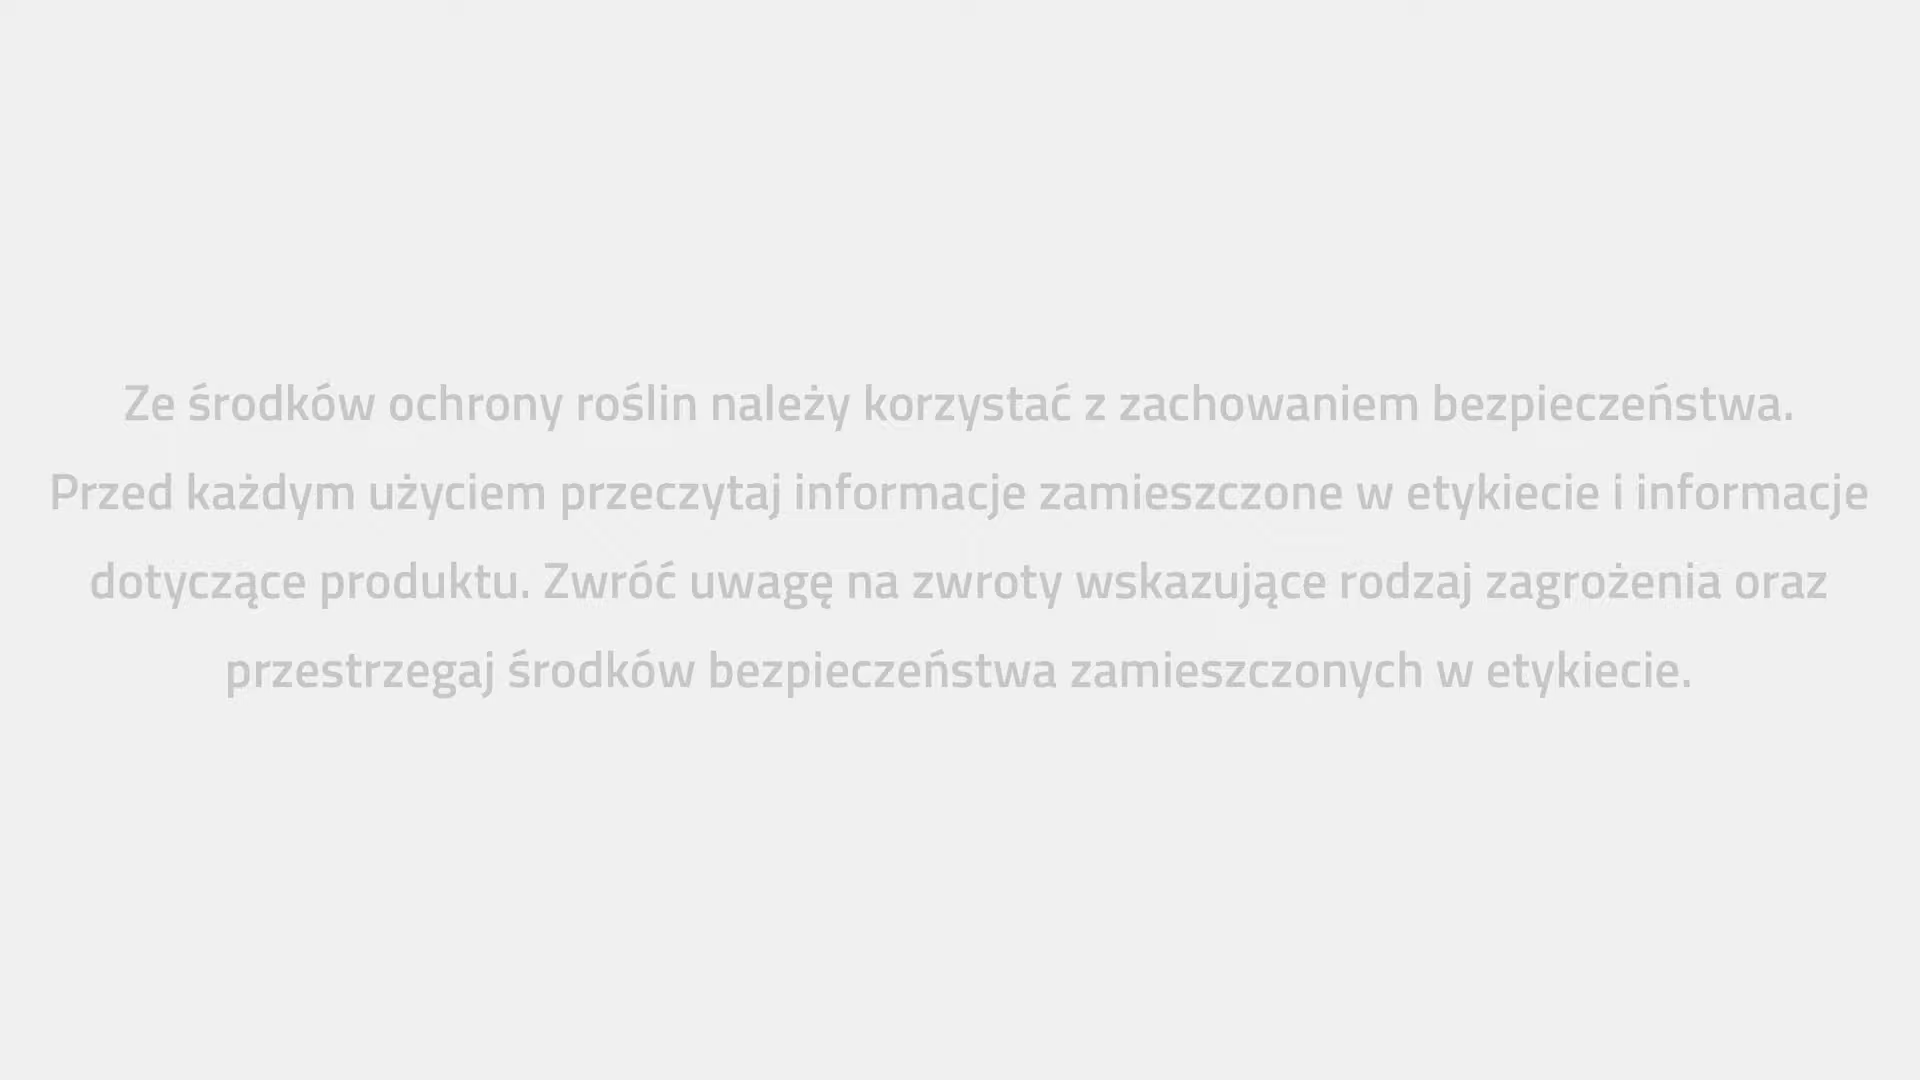 Ze środków ochrony roślin należy korzystać z zachowaniem bezpieczeństwa.
Przed każdym użyciem przeczytaj informacje zamieszczone w etykiecie i informacje
dotyczące produktu. Zwróć uwagę na zwroty wskazujące rodzaj zagrożenia oraz
przestrzegaj środków bezpieczeństwa zamieszczonych w etykiecie.